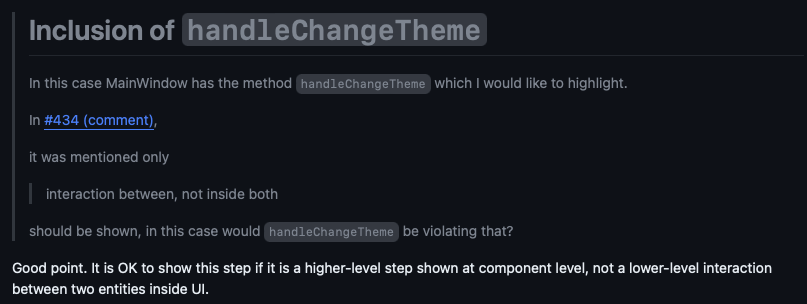 Inclusion of handleChangeTheme
In this case MainWindow has the method handleChangeTheme which I would like to highlight.
In #434 (comment),
it was mentioned only
interaction between, not inside both
should be shown, in this case would handleChangeTheme be violating that?
Good point. It is OK to show this step if it is a higher-level step shown at component level, not a lower-level interaction
between two entities inside UI.